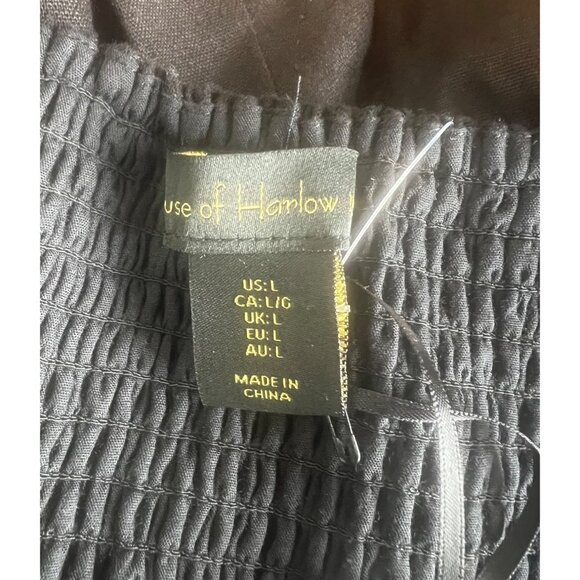 use of Harlow
US: L
CA: L/G
UK: L
EU: L
AU: L
MADE IN
CHINA